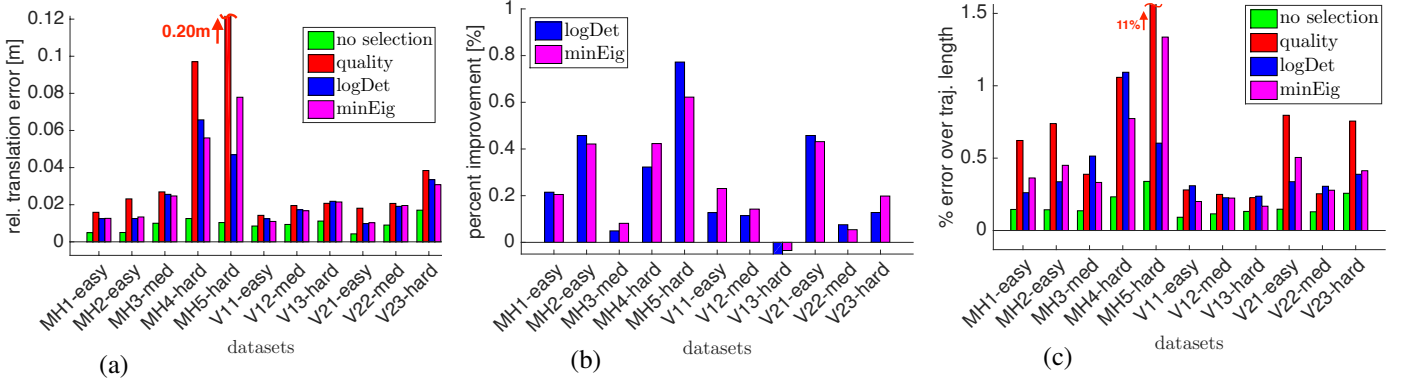 rel. translation error [m]
0.12
0.1
0.08
0.06
0.04
0.02
0
0.20m
no selection
quality
logDet
minEig
MH1-easy
MH2-easy
MH3-med
MH4-hard
MH5-hard
V11-easy
V12-med
V13-hard
V21-easy
V22-med
V23-hard
datasets
(a)
percent improvement [%]
1
0.8
0.6
0.4
0.2
0
logDet
minEig
MH1-easy
MH2-easy
MH3-med
MH4-hard
MH5-hard
V11-easy
V12-med
V13-hard
V21-easy
V22-med
V23-hard
datasets
(b)
% error over traj. length
1.5
1
0.5
0
11%
no selection
quality
logDet
minEig
MH1-easy
MH2-easy
MH3-med
MH4-hard
MH5-hard
V11-easy
V12-med
V13-hard
V21-easy
V22-med
V23-hard
datasets
(c)